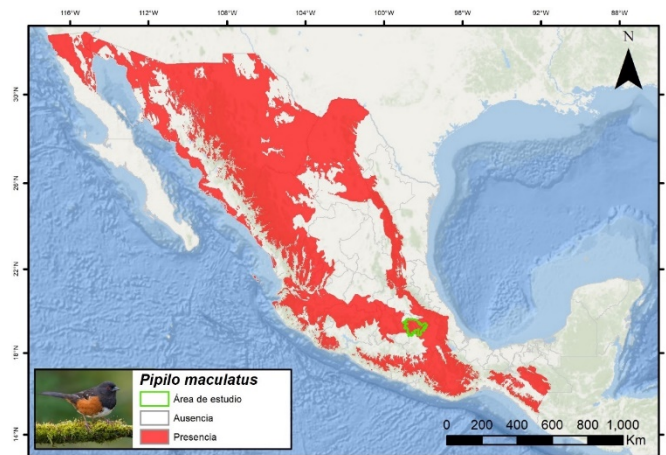 116°W 112°W 108°W 104°W 100°W 96°W 92°W 88°W
N
30°N
26°N
22°N
18°N
14°N
Pipilo maculatus
Área de estudio
Ausencia
Presencia
0 200 400 600 800 1,000
Km